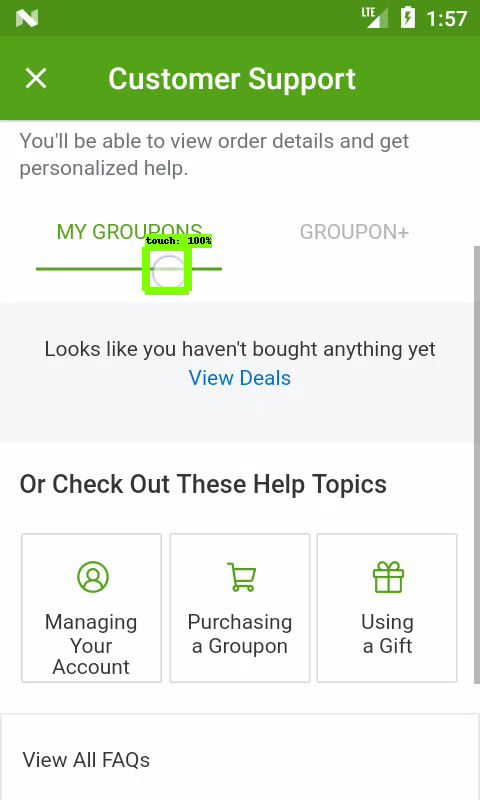 LTE 1:57
Customer Support
You'll be able to view order details and get
personalized help.
MY GROUPONS GROUPON+
touch: 100%
Looks like you haven't bought anything yet
View Deals
Or Check Out These Help Topics
Managing
Your
Account
Purchasing
a Groupon
Using
a Gift
View All FAQs